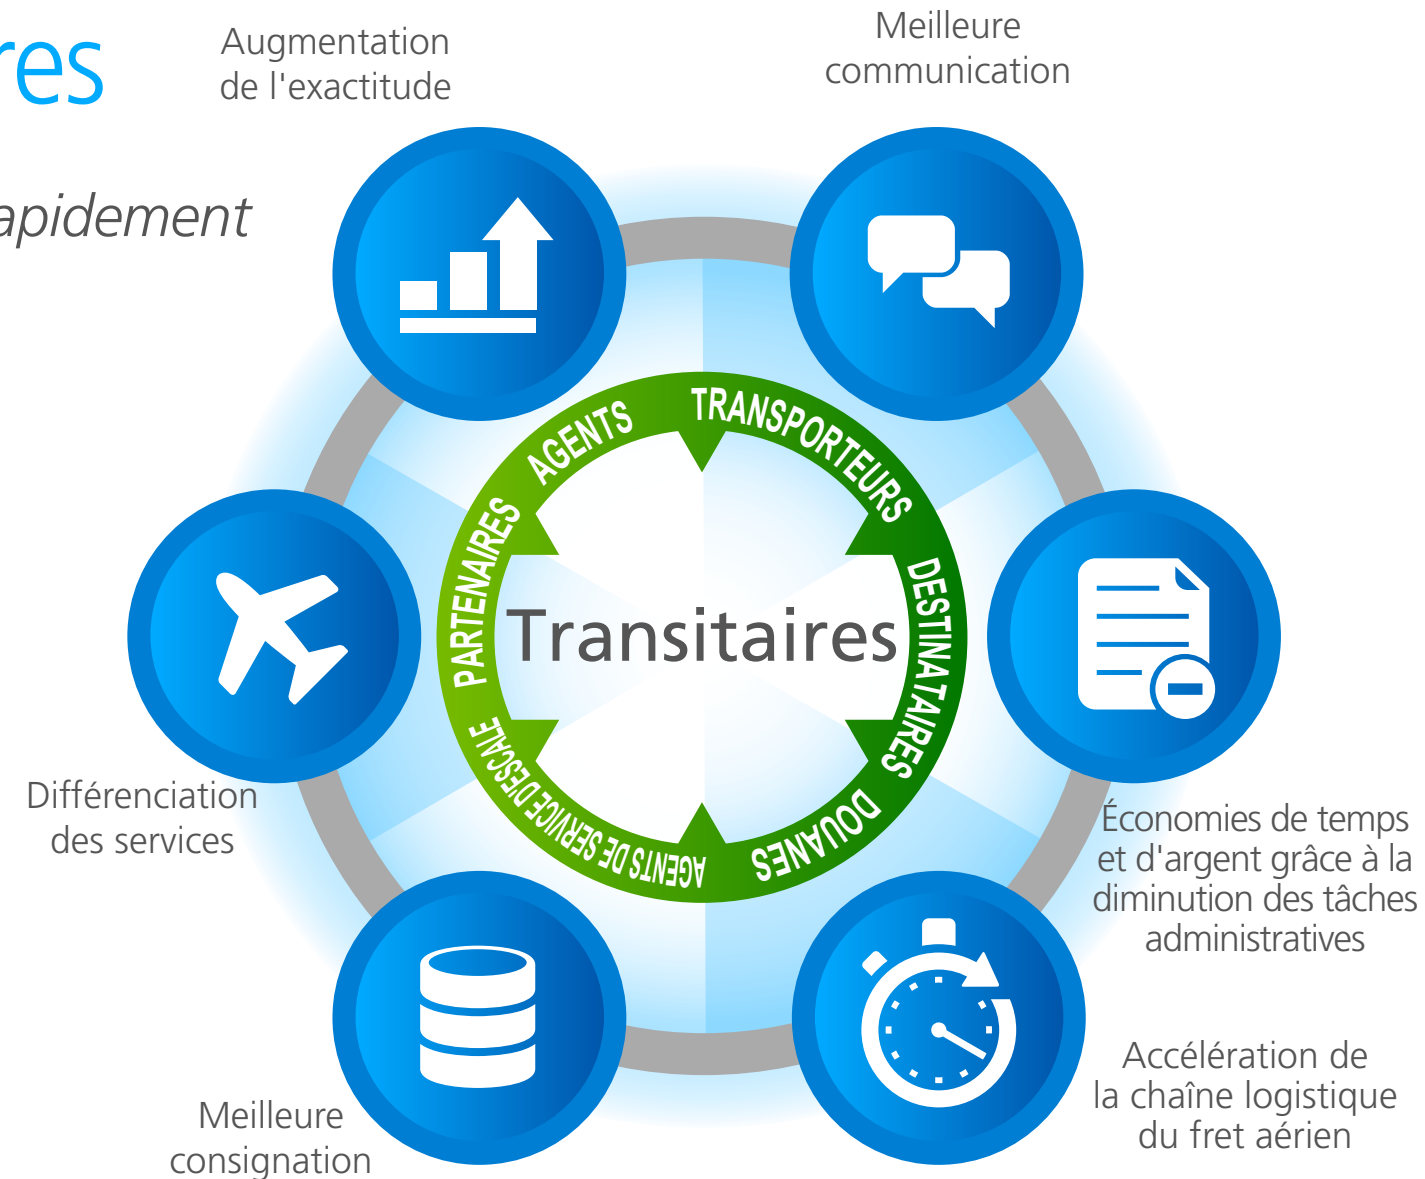 res
apidement
Augmentation
de l'exactitude
Meilleure
communication
AGENTS
TRANSPORTEURS
PARTENAIRES
DESTINATAIRES
Transitaires
AGENTS DE SERVICE D'ESCALE
DOUANES
Différenciation
des services
Économies de temps
et d'argent grâce à la
diminution des tâches
administratives
Accélération de
la chaîne logistique
du fret aérien
Meilleure
consignation